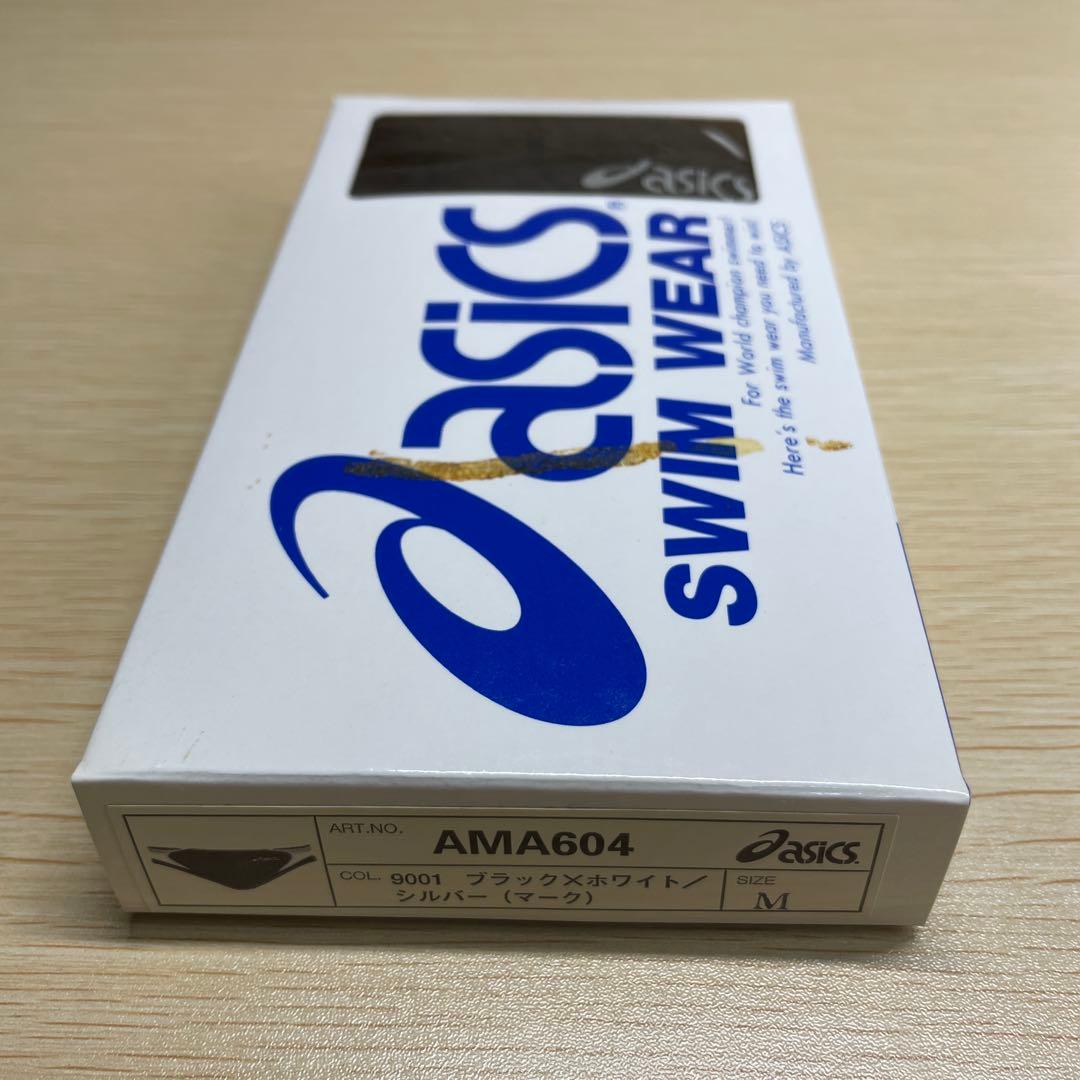 asics
asics®
SWIM WEAR
For World champion swimmer!
Here's the swim wear you need to win!
Manufactured by ASICS
ART.NO. AMA604
asics.
COL. 9001 ブラック×ホワイト／
シルバー（マーク）
SIZE
M